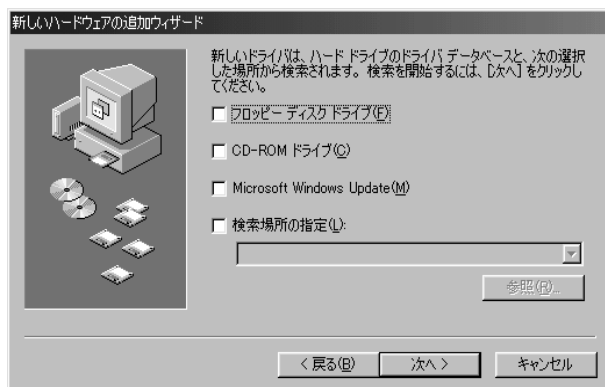 新しいハードウェアの追加ウィザード
新しいドライバは、ハード ドライブのドライバ データベースと、次の選択
した場所から検索されます。検索を開始するには、[次へ] をクリックし
てください。
フロッピー ディスク ドライブ(F)
CD-ROM ドライブ(C)
Microsoft Windows Update(M)
検索場所の指定(L):
参照(R)...
< 戻る(B)
次へ >
キャンセル